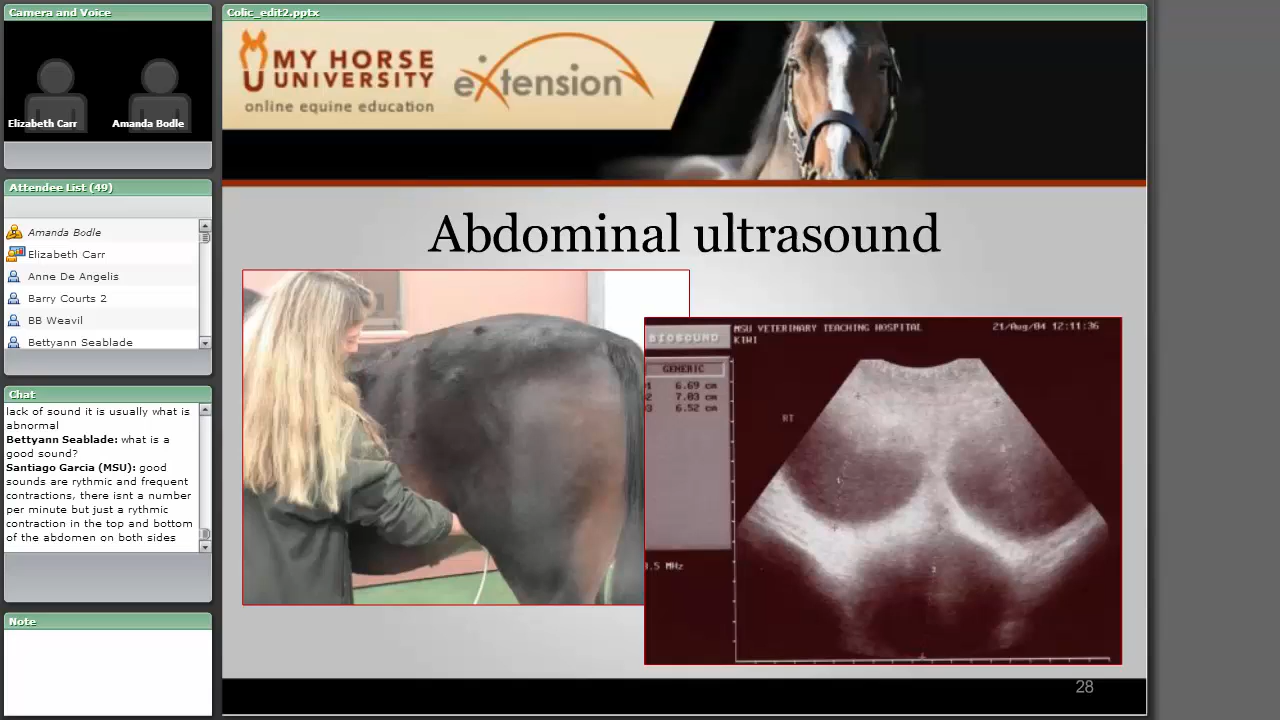 Camera and Voice
Elizabeth Carr
Amanda Bodle
Attendee List (49)
Amanda Bodle
Elizabeth Carr
Anne De Angelis
Barry Courts 2
BB Weavil
Bettyann Seablade
Chat
lack of sound it is usually what is
abnormal
Bettyann Seablade: what is a
good sound?
Santiago Garcia (MSU): good
sounds are rythmic and frequent
contractions, there isnt a number
per minute but just a rythmic
contraction in the top and bottom
of the abdomen on both sides
Note
Colic_edit2.pptx
MY HORSE
UNIVERSITY
online equine education
eXtension
Abdominal ultrasound
BIOSOUND
MSU VETERINARY TEACHING HOSPITAL
21/Aug/04 12:11:36
KIWI
GENERIC
6.69 cm
7.03 cm
6.52 cm
RT
.5 MHz
28